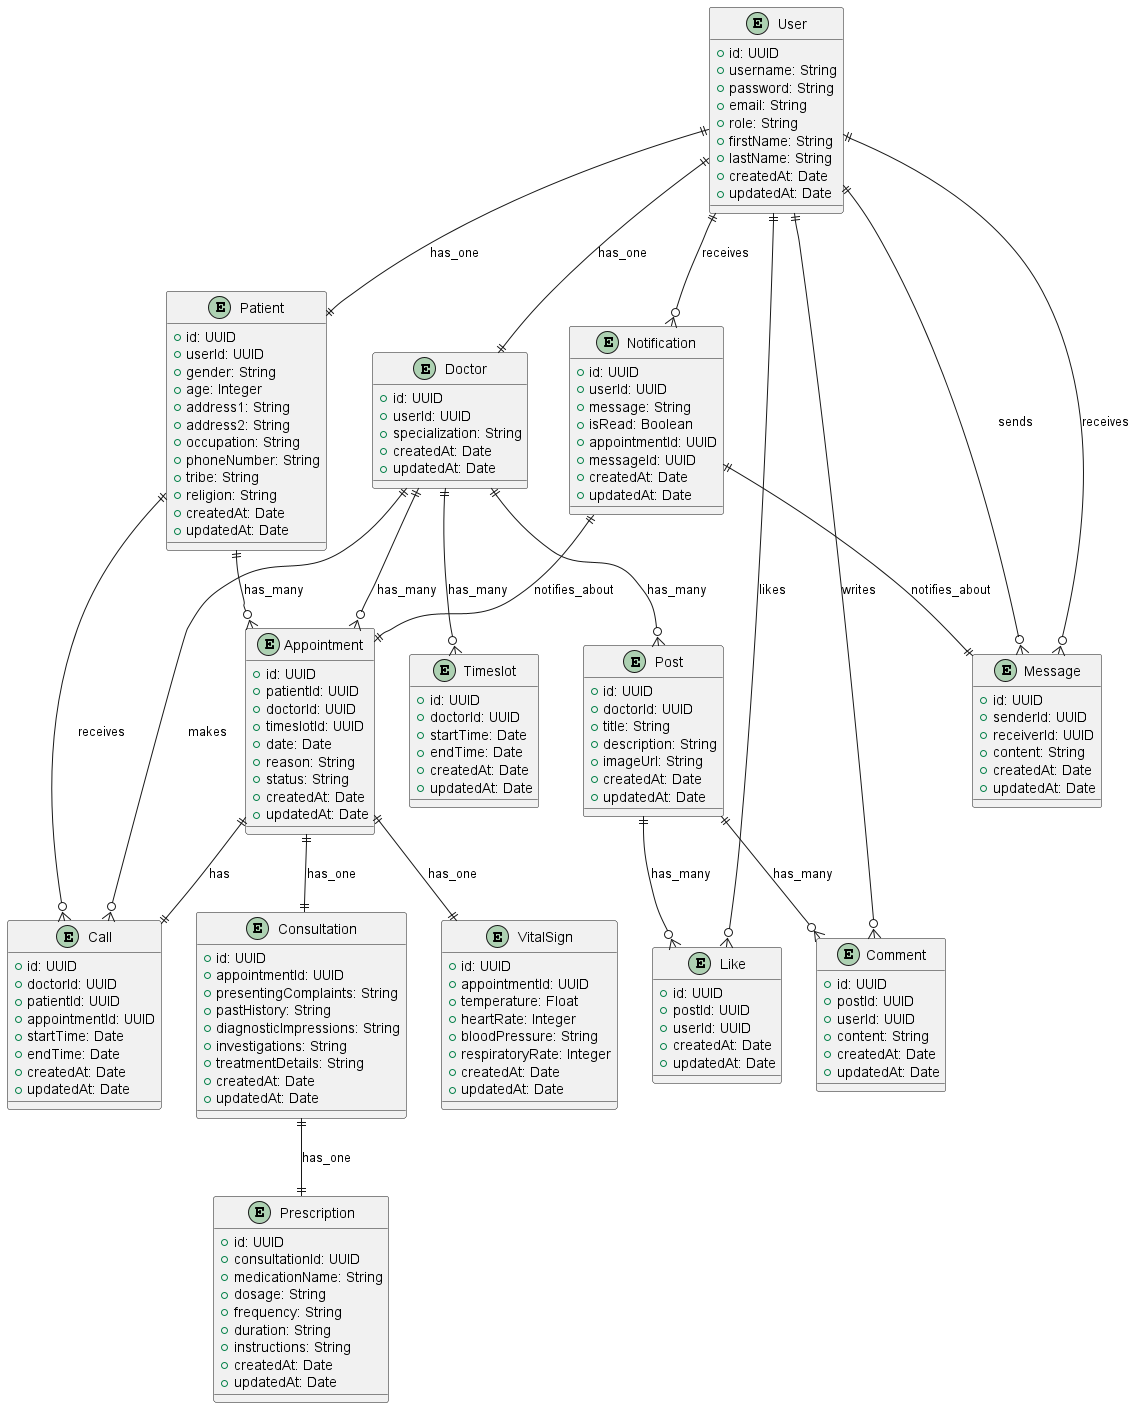 E User
id: UUID
username: String
password: String
email: String
role: String
firstName: String
lastName: String
createdAt: Date
updatedAt: Date
has_one
has_one
receives
sends
receives
E Patient
id: UUID
userId: UUID
gender: String
age: Integer
address1: String
address2: String
occupation: String
phoneNumber: String
tribe: String
religion: String
createdAt: Date
updatedAt: Date
E Doctor
id: UUID
userId: UUID
specialization: String
createdAt: Date
updatedAt: Date
E Notification
id: UUID
userId: UUID
message: String
isRead: Boolean
appointmentId: UUID
messageId: UUID
createdAt: Date
updatedAt: Date
has_many
has_many
has_many
notifies_about
has_many
likes
writes
notifies_about
E Appointment
id: UUID
patientId: UUID
doctorId: UUID
timeslotId: UUID
date: Date
reason: String
status: String
createdAt: Date
updatedAt: Date
E Timeslot
id: UUID
doctorId: UUID
startTime: Date
endTime: Date
createdAt: Date
updatedAt: Date
E Post
id: UUID
doctorId: UUID
title: String
description: String
imageUrl: String
createdAt: Date
updatedAt: Date
E Message
id: UUID
senderId: UUID
receiverId: UUID
content: String
createdAt: Date
updatedAt: Date
receives
makes
has
has_one
has_one
has_many
has_many
E Call
id: UUID
doctorId: UUID
patientId: UUID
appointmentId: UUID
startTime: Date
endTime: Date
createdAt: Date
updatedAt: Date
E Consultation
id: UUID
appointmentId: UUID
presentingComplaints: String
pastHistory: String
diagnosticImpressions: String
investigations: String
treatmentDetails: String
createdAt: Date
updatedAt: Date
E VitalSign
id: UUID
appointmentId: UUID
temperature: Float
heartRate: Integer
bloodPressure: String
respiratoryRate: Integer
createdAt: Date
updatedAt: Date
E Like
id: UUID
postId: UUID
userId: UUID
createdAt: Date
updatedAt: Date
E Comment
id: UUID
postId: UUID
userId: UUID
content: String
createdAt: Date
updatedAt: Date
has_one
E Prescription
id: UUID
consultationId: UUID
medicationName: String
dosage: String
frequency: String
duration: String
instructions: String
createdAt: Date
updatedAt: Date